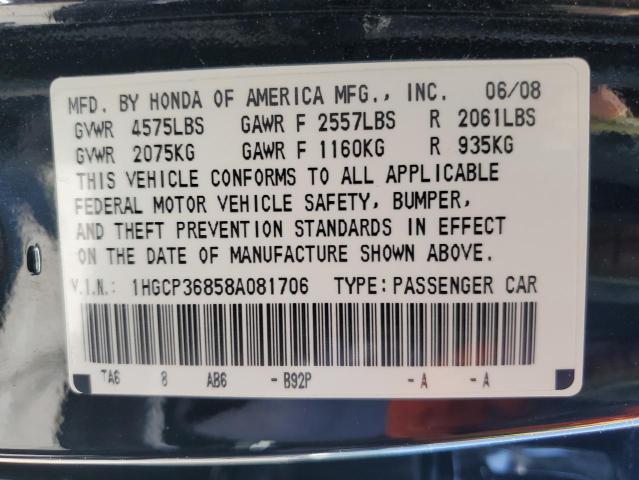 MFD. BY HONDA OF AMERICA MFG., INC. 06/08
GVWR 4575LBS GAWR F 2557LBS R 2061LBS
GVWR 2075KG GAWR F 1160KG R 935KG
THIS VEHICLE CONFORMS TO ALL APPLICABLE
FEDERAL MOTOR VEHICLE SAFETY, BUMPER,
AND THEFT PREVENTION STANDARDS IN EFFECT
ON THE DATE OF MANUFACTURE SHOWN ABOVE.
V.I.N.: 1HGCP36858A081706 TYPE: PASSENGER CAR
TA6 8 AB6 -B92P -A -A